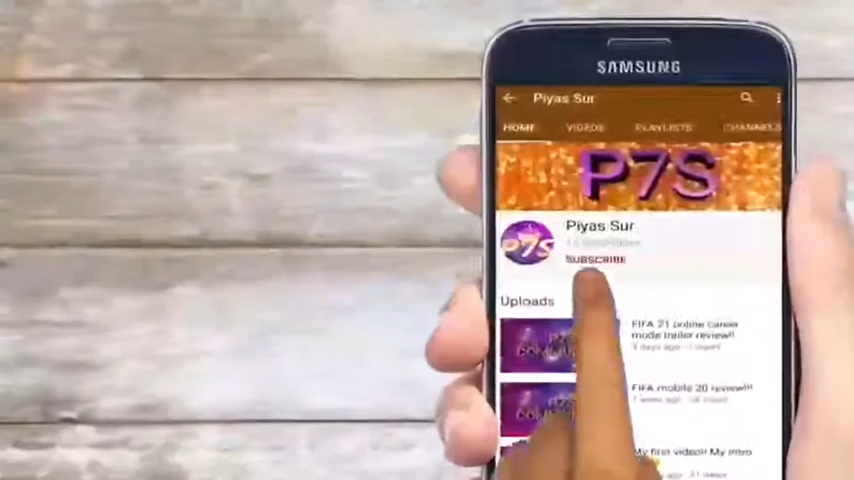 SAMSUNG
Piyas Sur
HOME VIDEOS PLAYLISTS CHANNELS
P7S
Piyas Sur
P7S
SUBSCRIBE
Uploads
FIFA 21 online career
mode trailer review!!
FIFA mobile 20 review!!!
My first video!! My intro